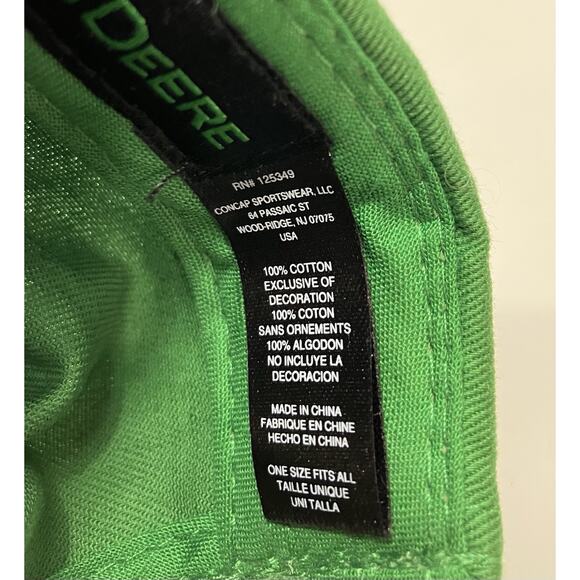 DEERE
RN# 125349
CONCAP SPORTSWEAR, LLC
64 PASSAIC ST
WOOD-RIDGE, NJ 07075
USA
100% COTTON
EXCLUSIVE OF
DECORATION
100% COTON
SANS ORNEMENTS
100% ALGODON
NO INCLUYE LA
DECORACION
MADE IN CHINA
FABRIQUE EN CHINE
HECHO EN CHINA
ONE SIZE FITS ALL
TAILLE UNIQUE
UNI TALLA